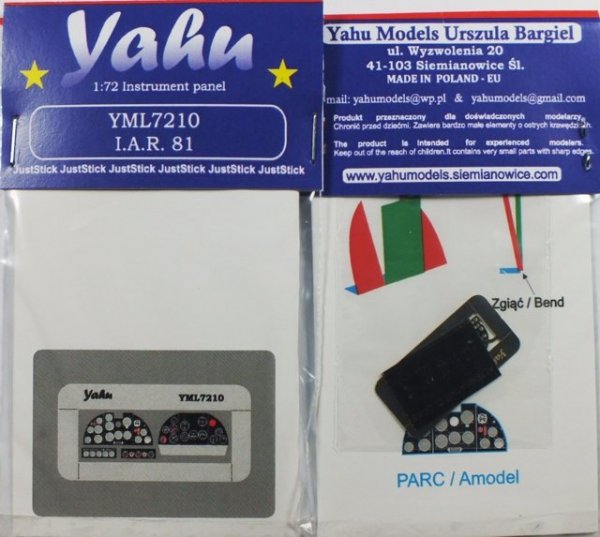 Yahu
1:72 Instrument panel
YML7210
I.A.R. 81
JustStick JustStick JustStick JustStick JustStick JustStick
Yahu YML7210
Yahu Models Urszula Bargiel
ul. Wyzwolenia 20
41-103 Siemianowice Śl.
MADE IN POLAND - EU
mail: yahumodels@wp.pl & yahumodels@gmail.com
Produkt przeznaczony dla doświadczonych modelarzy.
Chronić przed dziećmi. Zawiera bardzo małe elementy o ostrych krawędziach.
The product is Intended for experienced modelers.
Keep out of the reach of children.It contains very small parts with sharp edges.
www.yahumodels.siemianowice.com
Zgiąć / Bend
PARC / Amodel